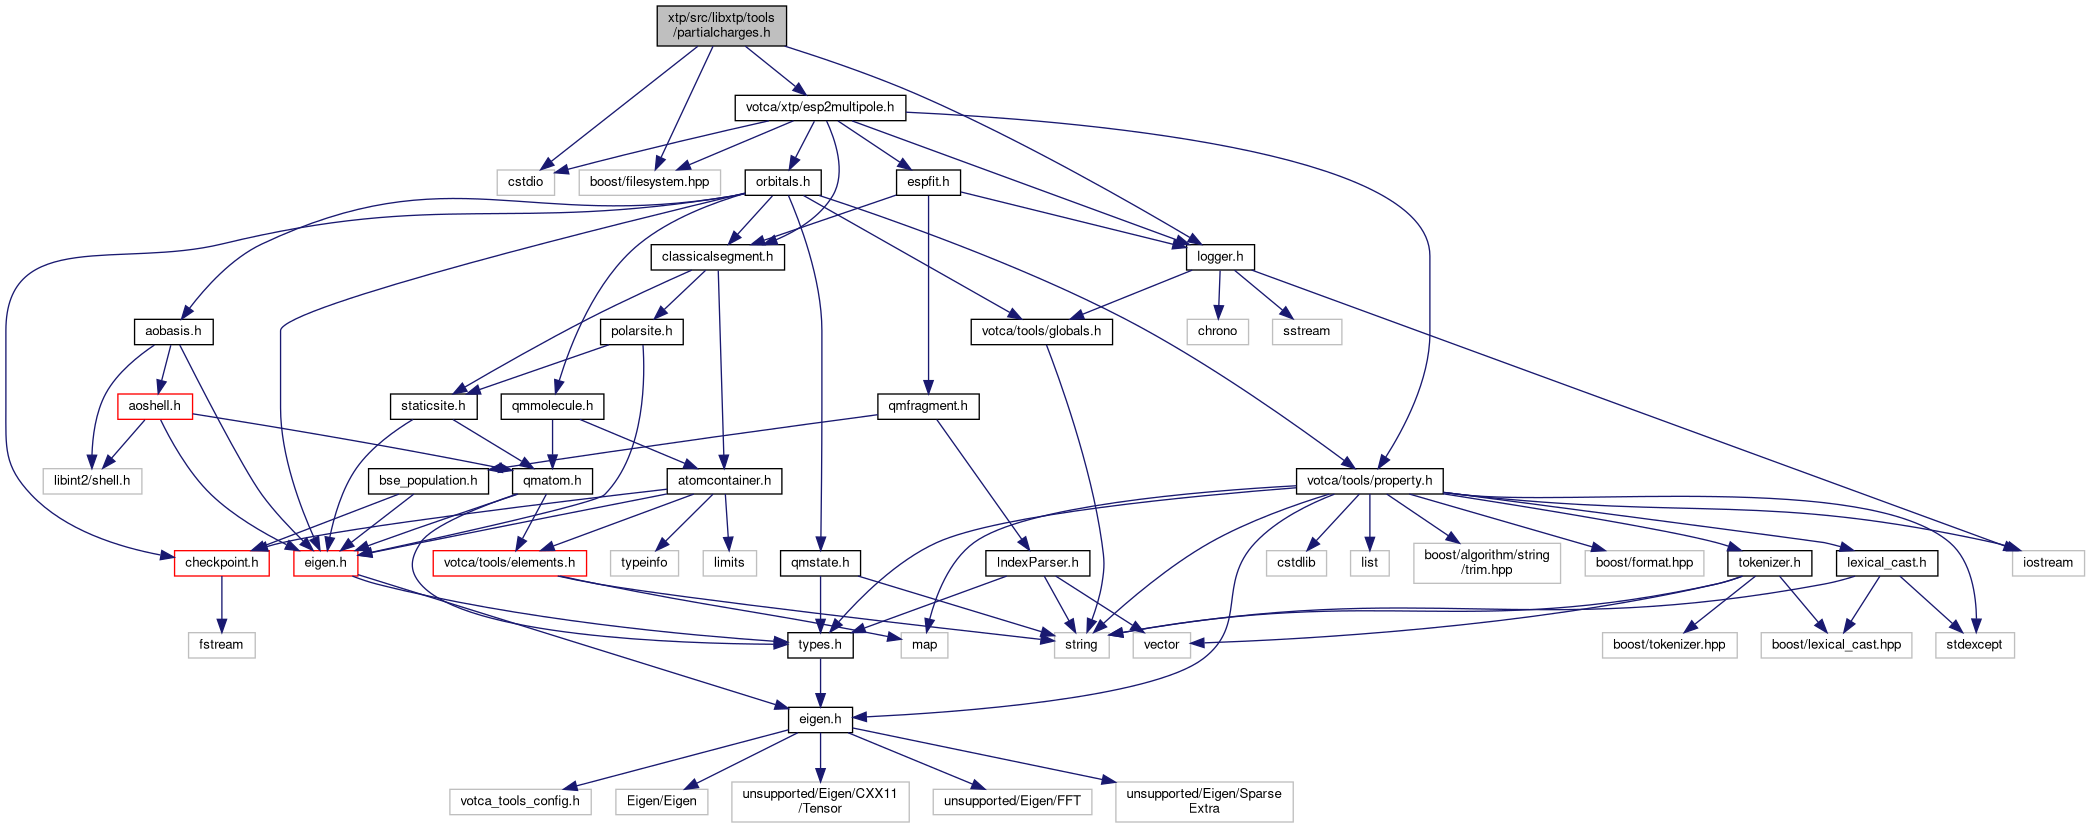 xtp/src/libxtp/tools
/partialcharges.h
votca/xtp/esp2multipole.h
cstdio
boost/filesystem.hpp
orbitals.h
espfit.h
classicalsegment.h
logger.h
aobasis.h
polarsite.h
votca/tools/globals.h
chrono
sstream
aoshell.h
staticsite.h
qmmolecule.h
qmfragment.h
libint2/shell.h
bse_population.h
qmatom.h
atomcontainer.h
votca/tools/property.h
checkpoint.h
eigen.h
votca/tools/elements.h
typeinfo
limits
qmstate.h
IndexParser.h
cstdlib
list
boost/algorithm/string
/trim.hpp
boost/format.hpp
tokenizer.h
lexical_cast.h
iostream
fstream
types.h
map
string
vector
boost/tokenizer.hpp
boost/lexical_cast.hpp
stdexcept
eigen.h
votca_tools_config.h
Eigen/Eigen
unsupported/Eigen/CXX11
/Tensor
unsupported/Eigen/FFT
unsupported/Eigen/Sparse
Extra